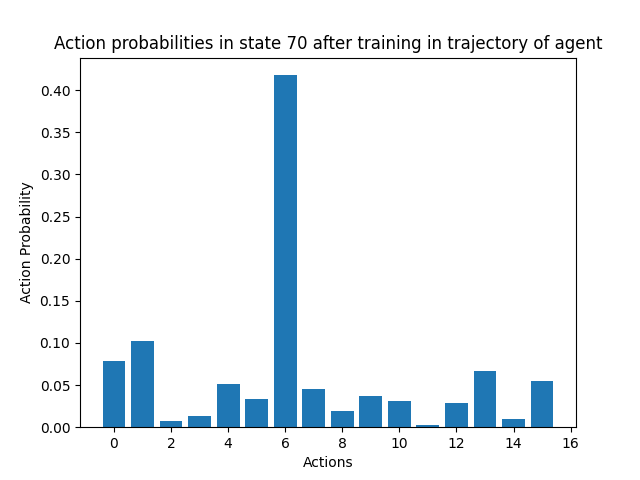 Action probabilities in state 70 after training in trajectory of agent
0.40
0.35
0.30
0.25
0.20
0.15
0.10
0.05
0.00
Action Probability
0 2 4 6 8 10 12 14 16
Actions